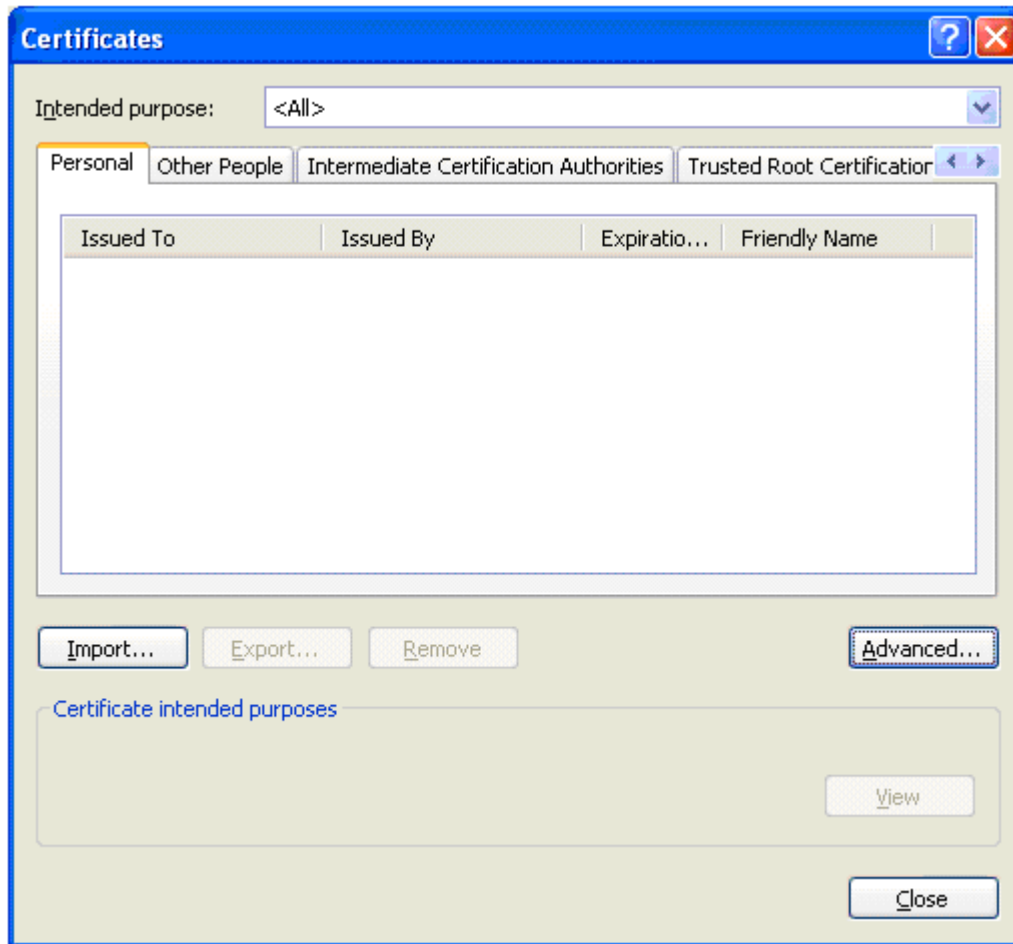 Certificates
Intended purpose: <All>
Personal Other People Intermediate Certification Authorities Trusted Root Certification
Issued To Issued By Expiratio... Friendly Name
Import... Export... Remove Advanced...
Certificate intended purposes
View
Close